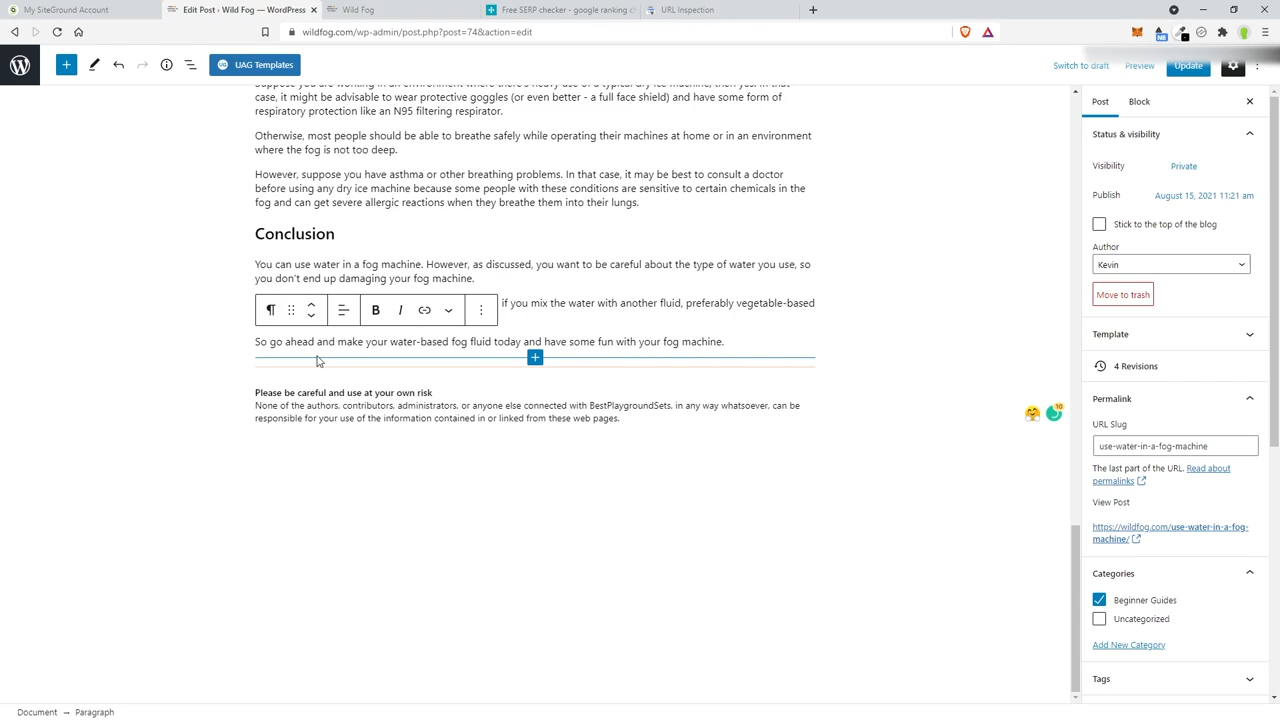 My SiteGround Account
Edit Post ‹ Wild Fog — WordPress
Wild Fog
Free SERP checker - google ranking c
URL Inspection
wildfog.com/wp-admin/post.php?post=74&action=edit
UAG Templates
Switch to draft
Preview
Update
case, it might be advisable to wear protective goggles (or even better - a full face shield) and have some form of
respiratory protection like an N95 filtering respirator.
Otherwise, most people should be able to breathe safely while operating their machines at home or in an environment
where the fog is not too deep.
However, suppose you have asthma or other breathing problems. In that case, it may be best to consult a doctor
before using any dry ice machine because some people with these conditions are sensitive to certain chemicals in the
fog and can get severe allergic reactions when they breathe them into their lungs.
Conclusion
You can use water in a fog machine. However, as discussed, you want to be careful about the type of water you use, so
you don't end up damaging your fog machine.
B I
if you mix the water with another fluid, preferably vegetable-based
So go ahead and make your water-based fog fluid today and have some fun with your fog machine.
Please be careful and use at your own risk
None of the authors, contributors, administrators, or anyone else connected with BestPlaygroundSets, in any way whatsoever, can be
responsible for your use of the information contained in or linked from these web pages.
10
Post
Block
Status & visibility
Visibility
Private
Publish
August 15, 2021 11:21 am
Stick to the top of the blog
Author
Kevin
Move to trash
Template
4 Revisions
Permalink
URL Slug
use-water-in-a-fog-machine
The last part of the URL. Read about
permalinks
View Post
https://wildfog.com/use-water-in-a-fog-
machine/
Categories
Beginner Guides
Uncategorized
Add New Category
Tags
Document → Paragraph